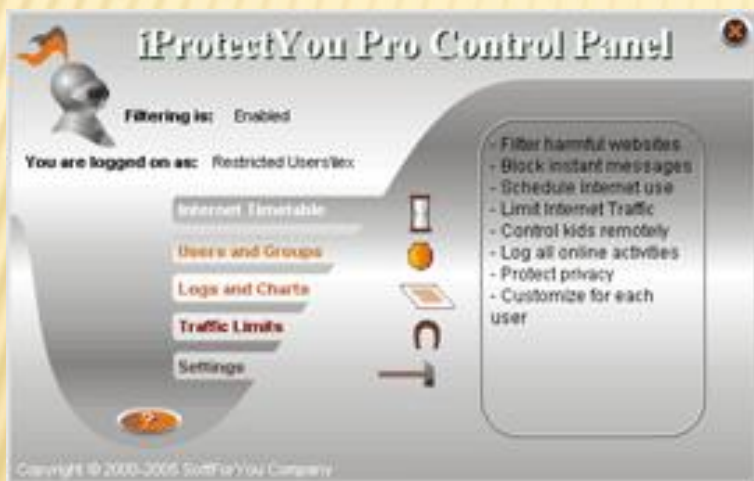 iProtectYou Pro Control Panel
Filtering is: Enabled
You are logged on as: Restricted Users\lex
Internet Timetable
Users and Groups
Logs and Charts
Traffic Limits
Settings
?
- Filter harmful websites
- Block instant messages
- Schedule Internet use
- Limit Internet Traffic
- Control kids remotely
- Log all online activities
- Protect privacy
- Customize for each
user
Copyright © 2000-2005 SoftForYou Company